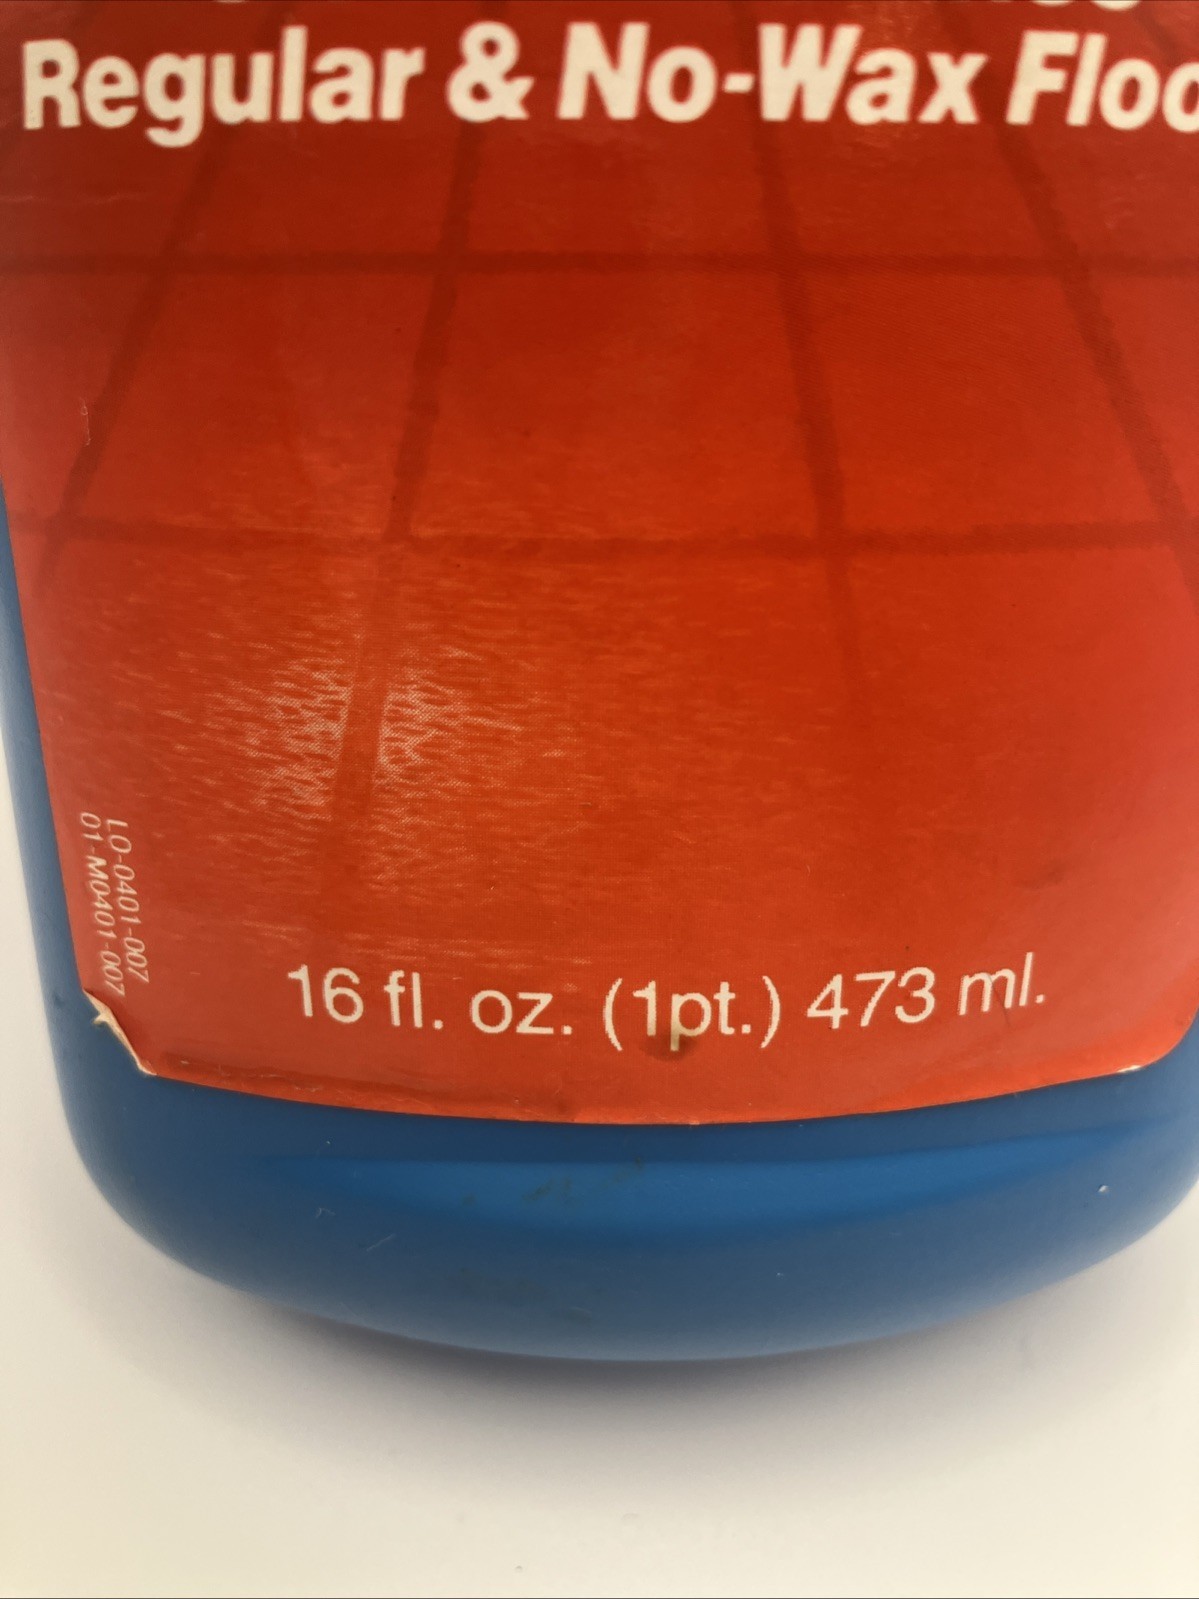 Regular & No-Wax Floo
LO-0401-007
01-M0401-007
16 fl. oz. (1pt.) 473 ml.